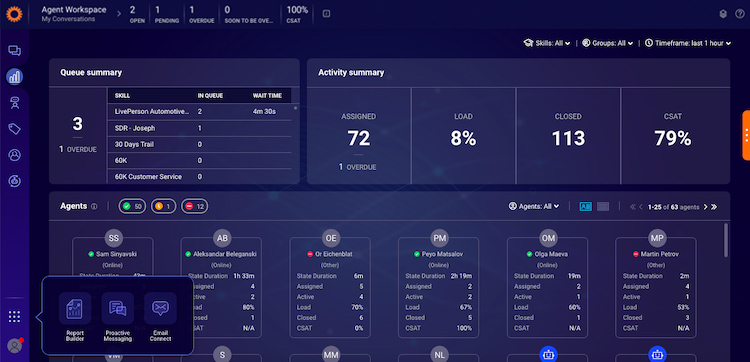 Agent Workspace
My Conversations
2 OPEN
1 PENDING
1 OVERDUE
0 SOON TO BE OVE...
100% CSAT
Skills: All
Groups: All
Timeframe: last 1 hour
Queue summary
3
1 OVERDUE
SKILL IN QUEUE WAIT TIME
LivePerson Automotive... 2 4m 30s
SDR - Joseph 1
30 Days Trail 0
60K 0
60K Customer Service 0
Activity summary
ASSIGNED
72
1 OVERDUE
LOAD
8%
CLOSED
113
CSAT
79%
Agents
50
1
12
Agents: All
1-25 of 63 agents
SS
Sam Sinyavski
(Online)
AB
Aleksandar Beleganski
(Online)
State Duration 1h 33m
Assigned 4
Active 2
Load 80%
Closed 1
CSAT N/A
OE
Or Eichenblat
(Other)
State Duration 6m
Assigned 5
Active 4
Load 70%
Closed 6
CSAT 0%
PM
Peyo Matsalov
(Online)
State Duration 2h 19m
Assigned 2
Active 2
Load 67%
Closed 5
CSAT 100%
OM
Olga Maeva
(Online)
State Duration 19m
Assigned 4
Active 2
Load 60%
Closed 6
CSAT N/A
MP
Martin Petrov
(Other)
State Duration 2m
Assigned 4
Active 1
Load 53%
Closed 3
CSAT N/A
Report
Builder
Proactive
Messaging
Email
Connect
S
MM
NL